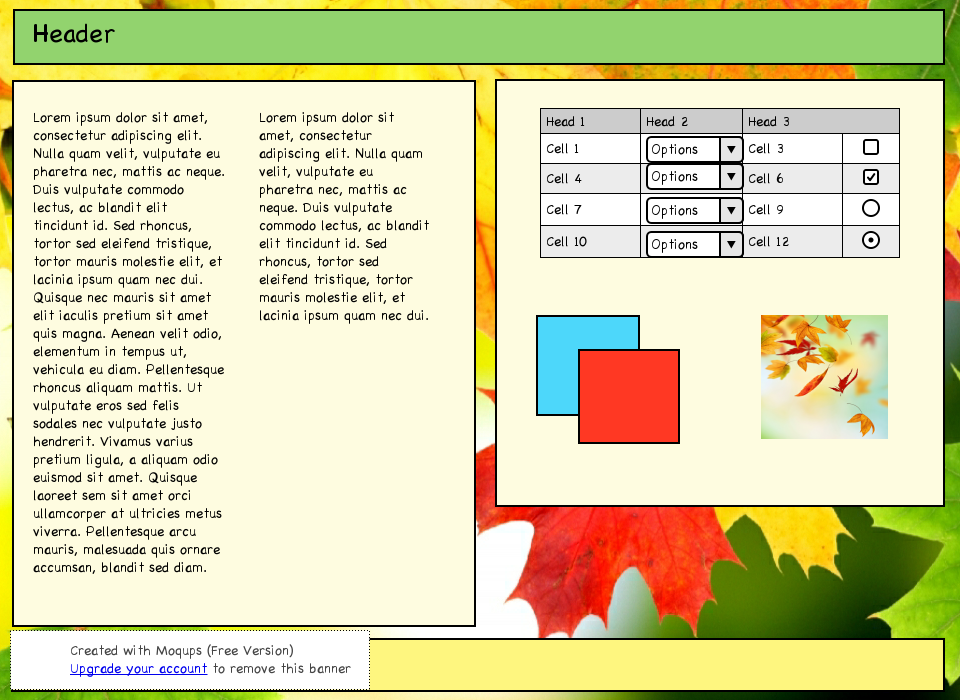 Header
Lorem ipsum dolor sit amet,
consectetur adipiscing elit.
Nulla quam velit, vulputate eu
pharetra nec, mattis ac neque.
Duis vulputate commodo
lectus, ac blandit elit
tincidunt id. Sed rhoncus,
tortor sed eleifend tristique,
tortor mauris molestie elit, et
lacinia ipsum quam nec dui.
Quisque nec mauris sit amet
elit iaculis pretium sit amet
quis magna. Aenean velit odio,
elementum in tempus ut,
vehicula eu diam. Pellentesque
rhoncus aliquam mattis. Ut
vulputate eros sed felis
sodales nec vulputate justo
hendrerit. Vivamus varius
pretium ligula, a aliquam odio
euismod sit amet. Quisque
laoreet sem sit amet orci
ullamcorper at ultricies metus
viverra. Pellentesque arcu
mauris, malesuada quis ornare
accumsan, blandit sed diam.
Lorem ipsum dolor sit
amet, consectetur
adipiscing elit. Nulla quam
velit, vulputate eu
pharetra nec, mattis ac
neque. Duis vulputate
commodo lectus, ac blandit
elit tincidunt id. Sed
rhoncus, tortor sed
eleifend tristique, tortor
mauris molestie elit, et
lacinia ipsum quam nec dui.
Head 1 Head 2 Head 3
Cell 1 Options Cell 3
Cell 4 Options Cell 6
Cell 7 Options Cell 9
Cell 10 Options Cell 12
Created with Moqups (Free Version)
Upgrade your account to remove this banner